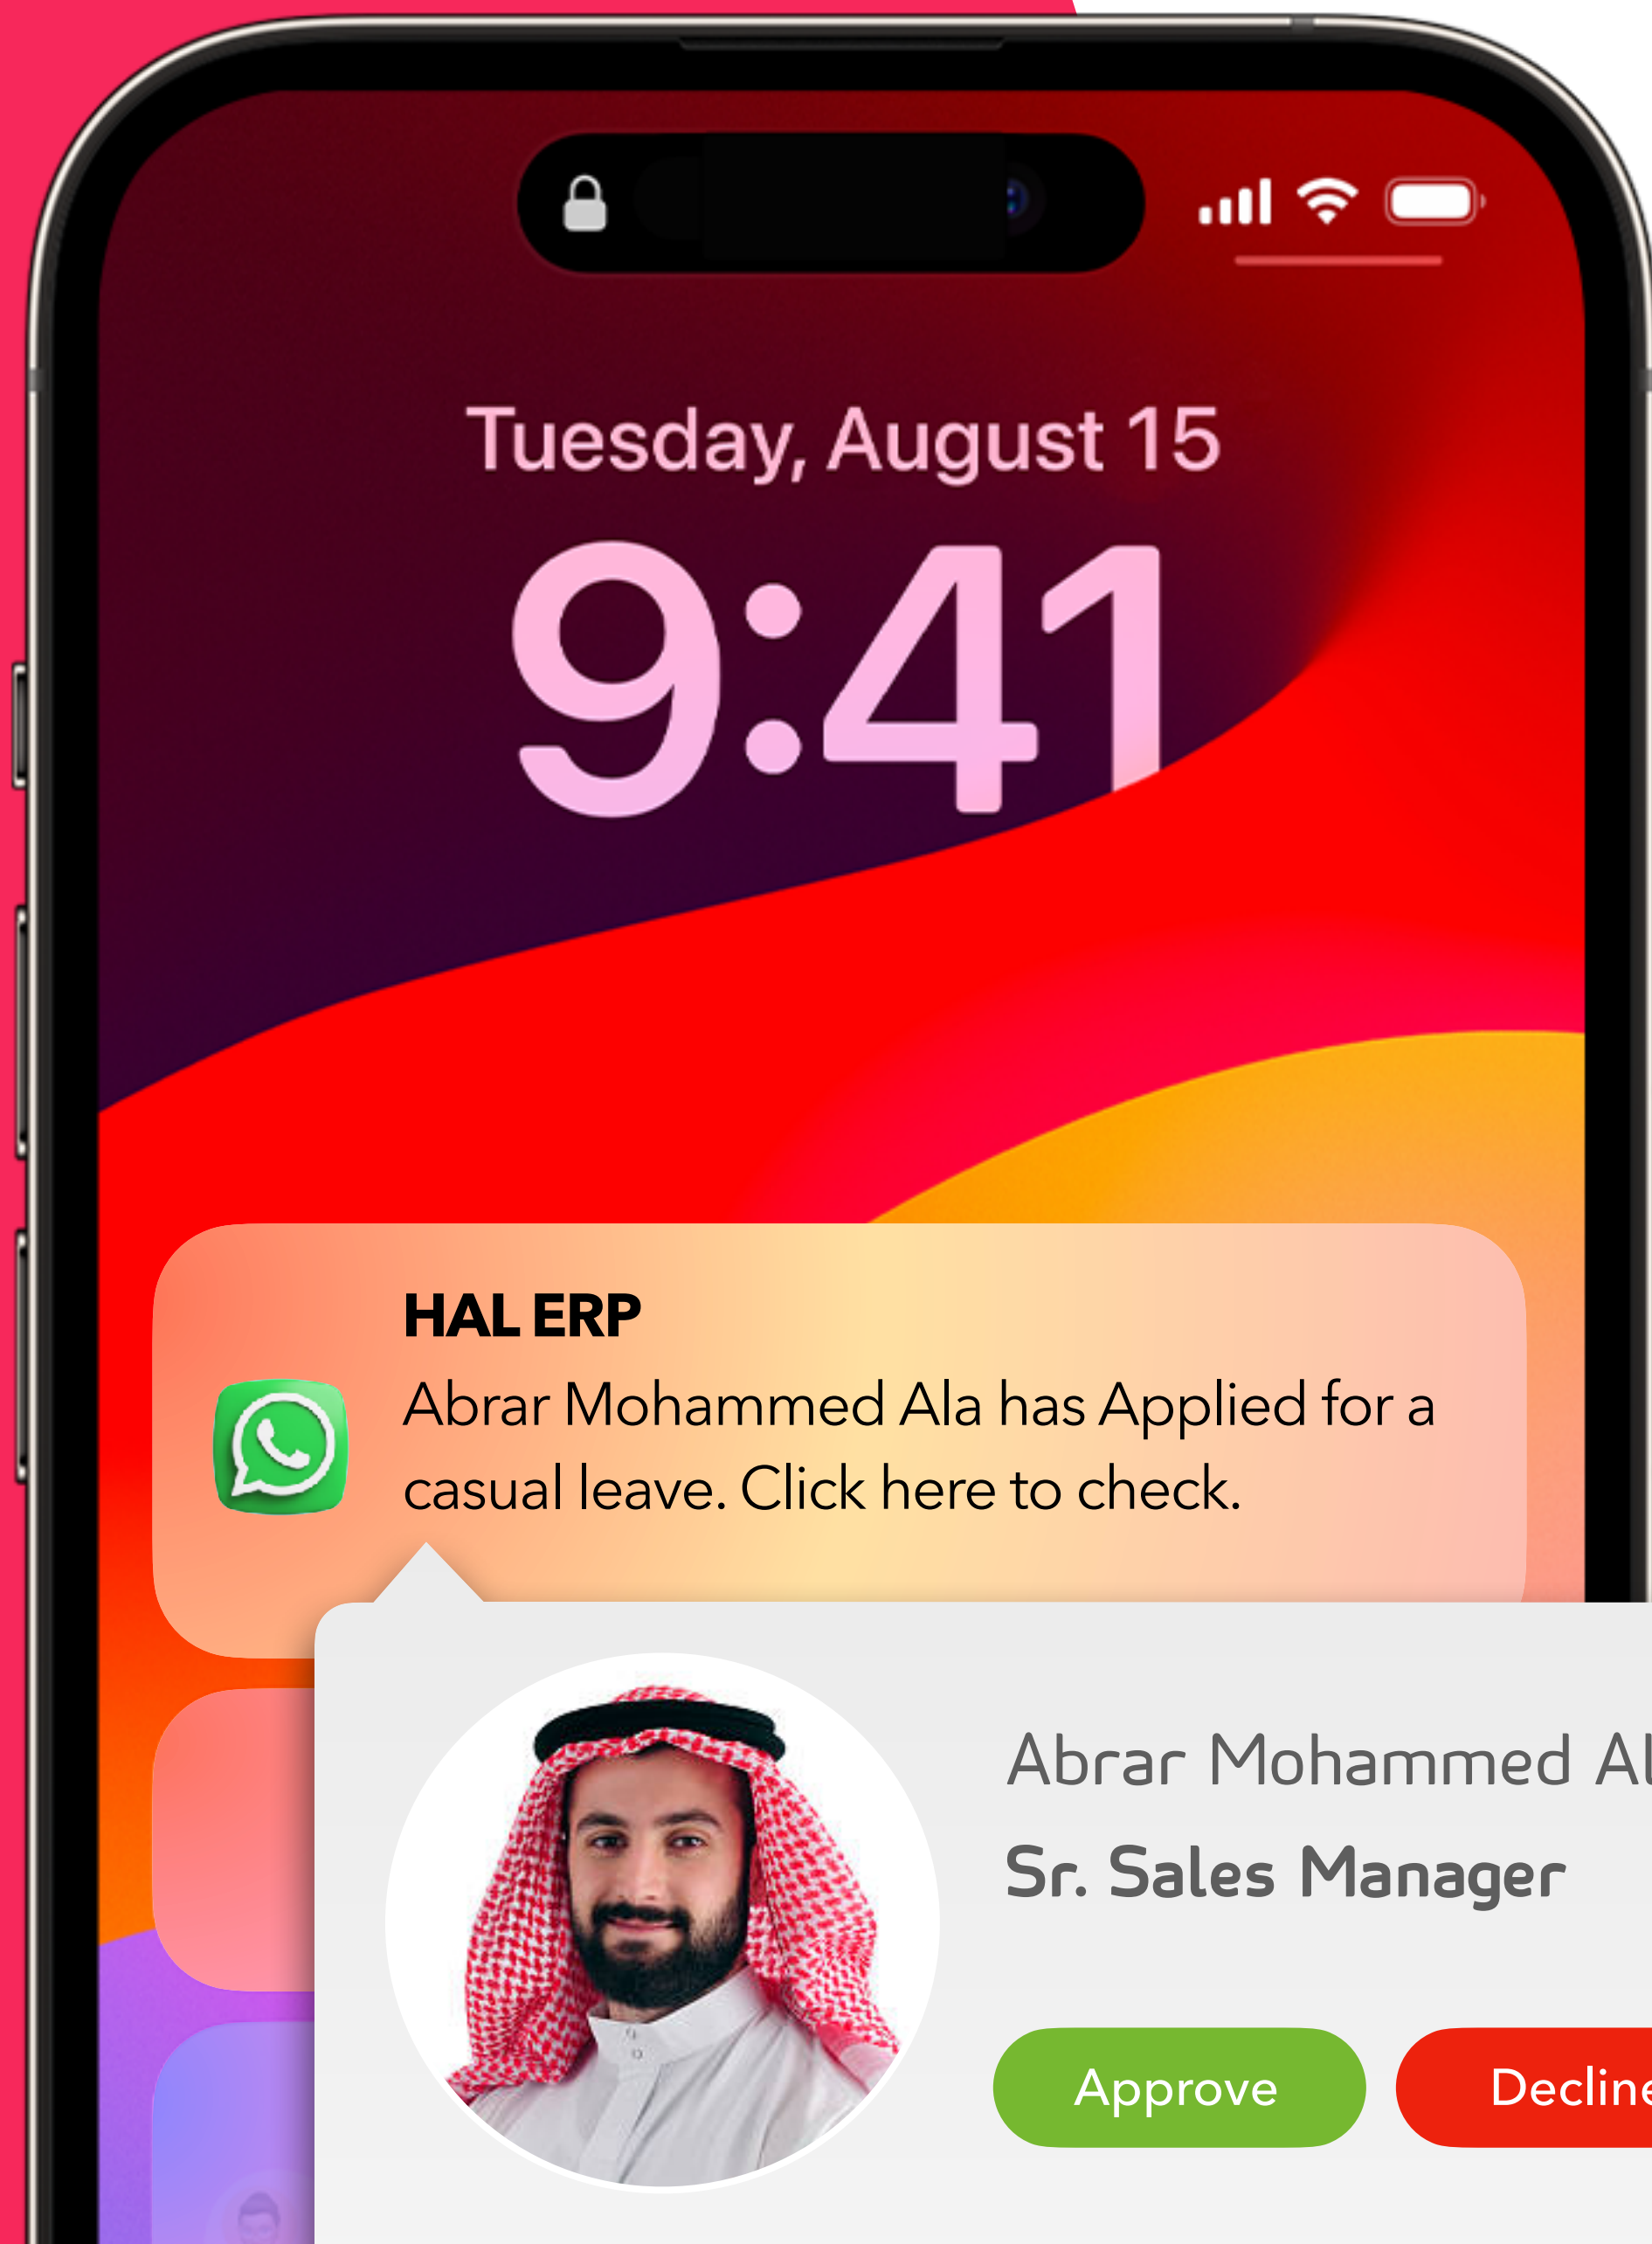 Tuesday, August 15
9:41
HAL ERP
Abrar Mohammed Ala has Applied for a
casual leave. Click here to check.
Abrar Mohammed Al
Sr. Sales Manager
Approve
Decline